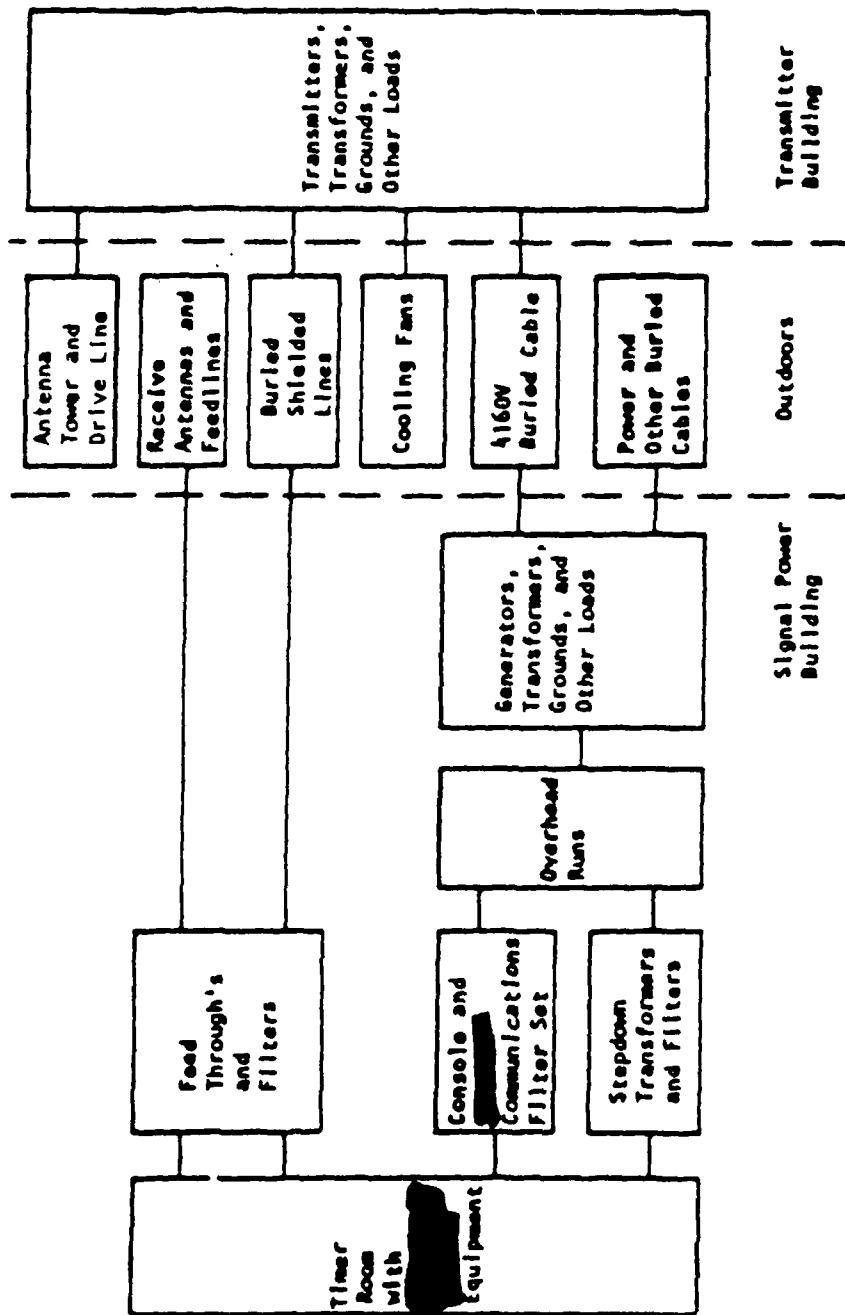 Timer
Room
with
Equipment
Feed
Through's
and
Filters
Console and
Communications
Filter Set
Stepdown
Transformers
and Filters
Overhead
Runs
Generators,
Transformers,
Grounds, and
Other Loads
Antenna
Tower and
Drive Line
Receive
Antennas and
Feedlines
Buried
Shielded
Lines
Cooling Fans
4160V
Buried Cable
Power and
Other Buried
Cables
Transmitters,
Transformers,
Grounds, and
Other Loads
Signal Power
Building
Outdoors
Transmitter
Building